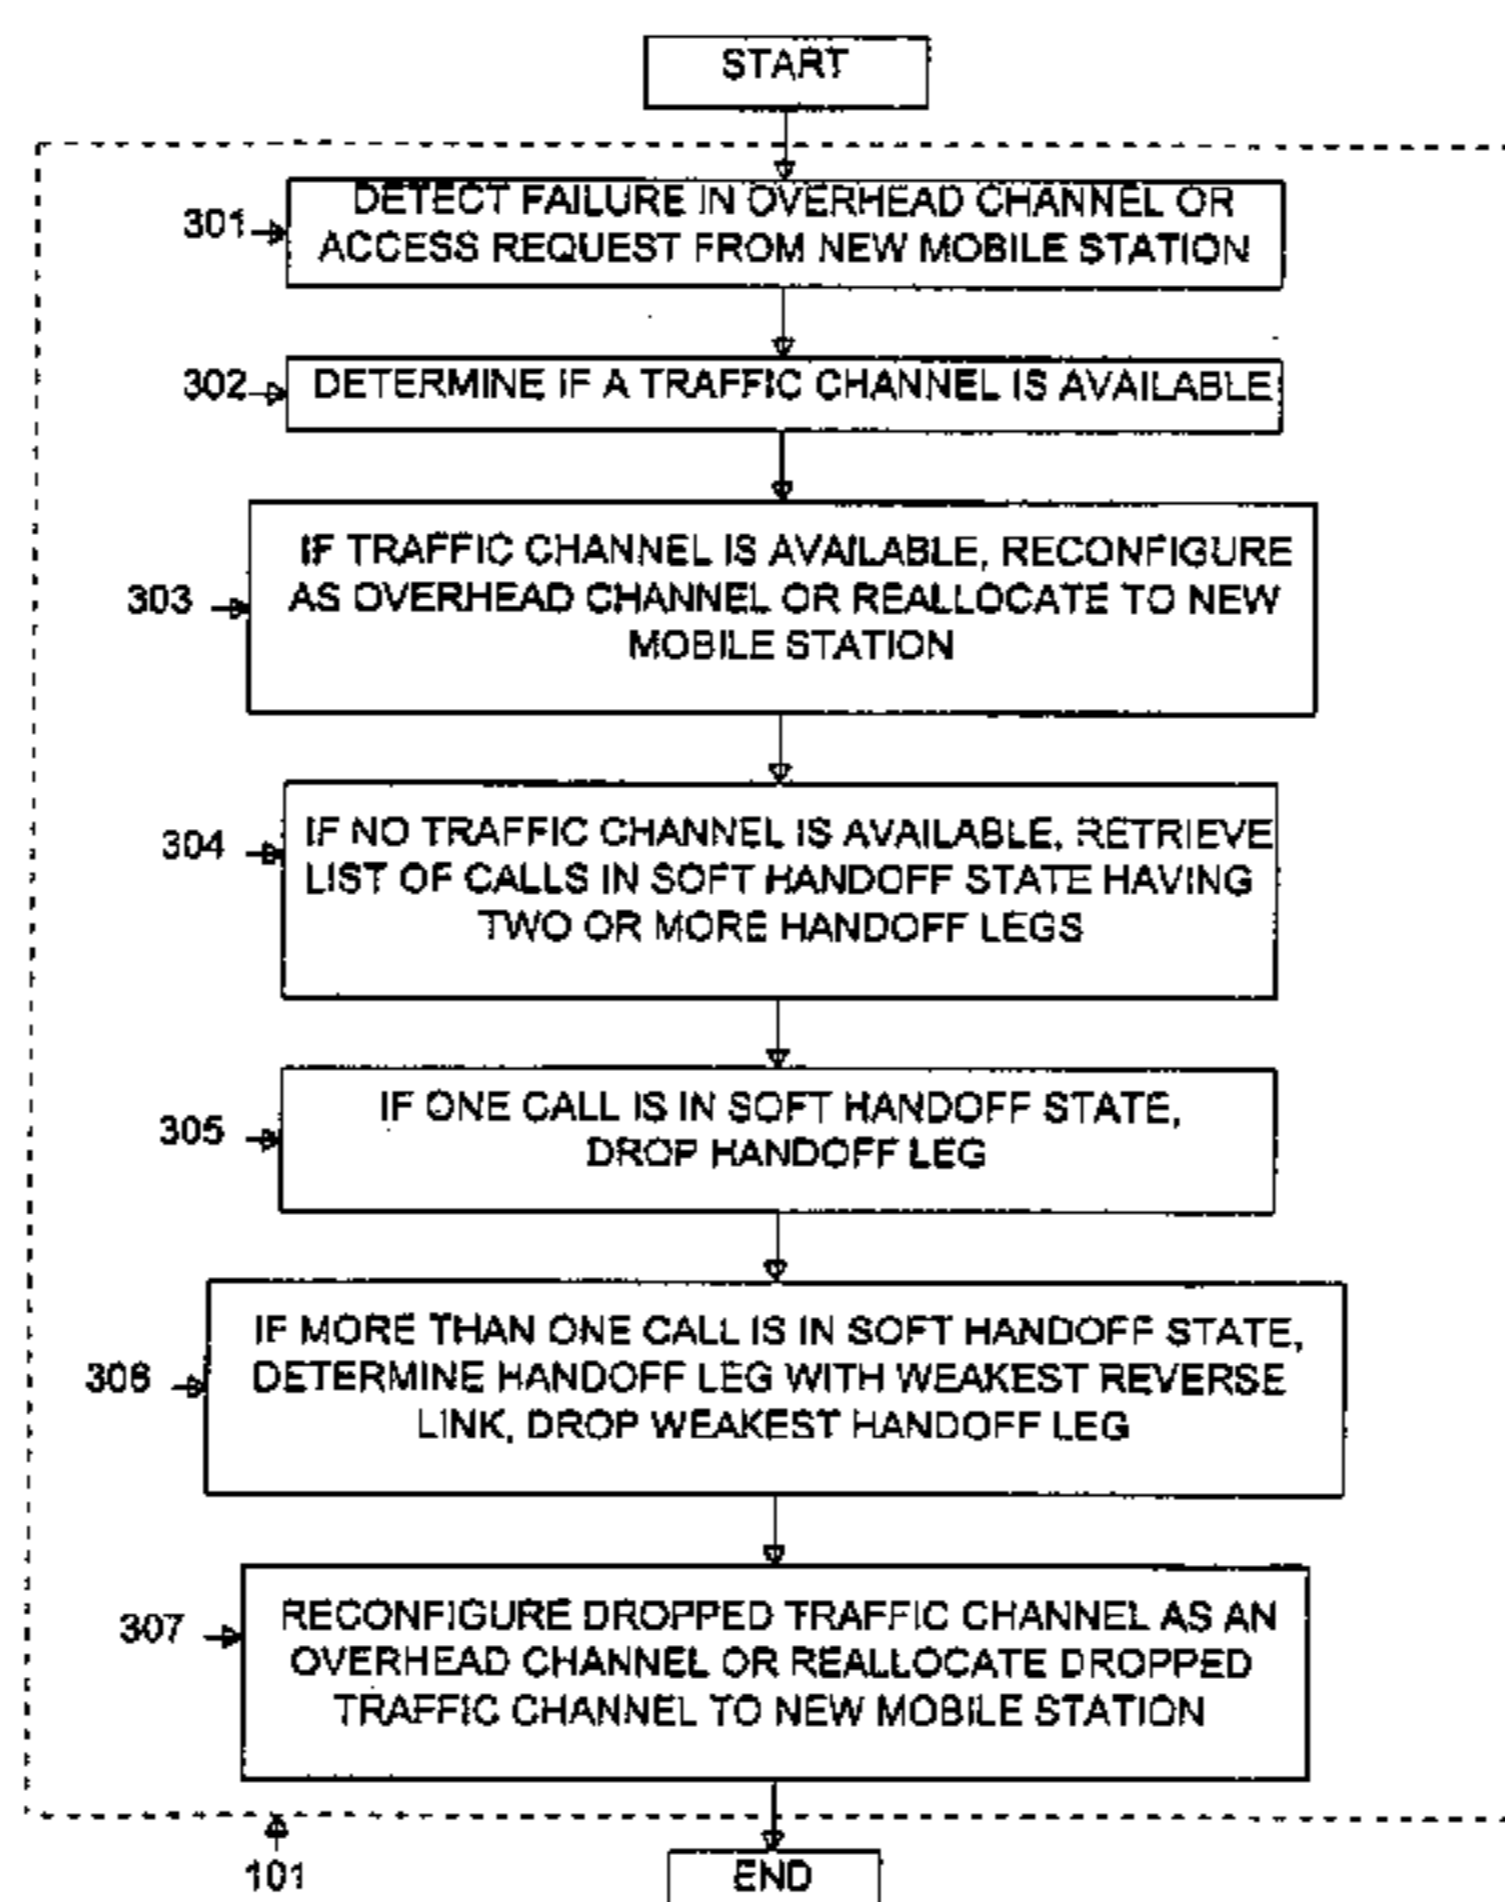 START
301
DETECT FAILURE IN OVERHEAD CHANNEL OR
ACCESS REQUEST FROM NEW MOBILE STATION
302
DETERMINE IF A TRAFFIC CHANNEL IS AVAILABLE
303
IF TRAFFIC CHANNEL IS AVAILABLE, RECONFIGURE
AS OVERHEAD CHANNEL OR REALLOCATE TO NEW
MOBILE STATION
304
IF NO TRAFFIC CHANNEL IS AVAILABLE, RETRIEVE
LIST OF CALLS IN SOFT HANDOFF STATE HAVING
TWO OR MORE HANDOFF LEGS
305
IF ONE CALL IS IN SOFT HANDOFF STATE,
DROP HANDOFF LEG
306
IF MORE THAN ONE CALL IS IN SOFT HANDOFF STATE,
DETERMINE HANDOFF LEG WITH WEAKEST REVERSE
LINK, DROP WEAKEST HANDOFF LEG
307
RECONFIGURE DROPPED TRAFFIC CHANNEL AS AN
OVERHEAD CHANNEL OR REALLOCATE DROPPED
TRAFFIC CHANNEL TO NEW MOBILE STATION
101
END